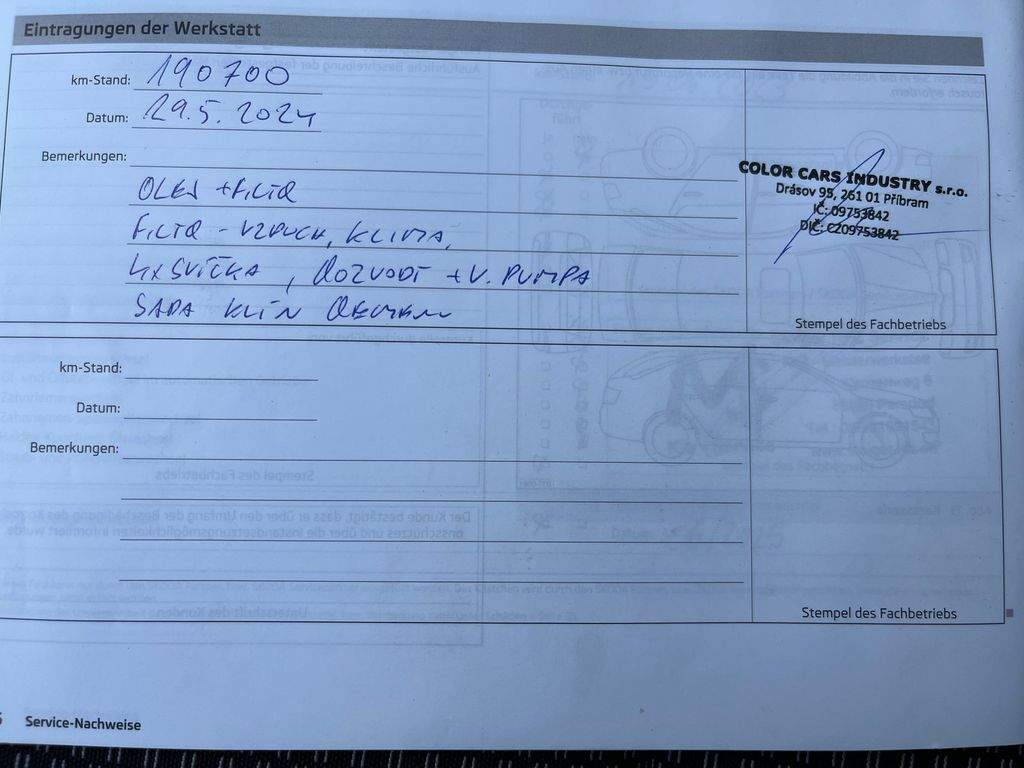 Eintragungen der Werkstatt
km-Stand: 190700
Datum: 29.5.2024
Bemerkungen:
OLEJ + FILTR
FILTR - VZDUCH, KLIMA,
4x SVÍČKA, ROZVODY + V. PUMPA
SADA KLÍN ŘEMENU
COLOR CARS INDUSTRY s.r.o.
Drásov 95, 261 01 Příbram
IČ: 09753842
DIČ: CZ09753842
Stempel des Fachbetriebs
km-Stand:
Datum:
Bemerkungen:
Stempel des Fachbetriebs
Service-Nachweise